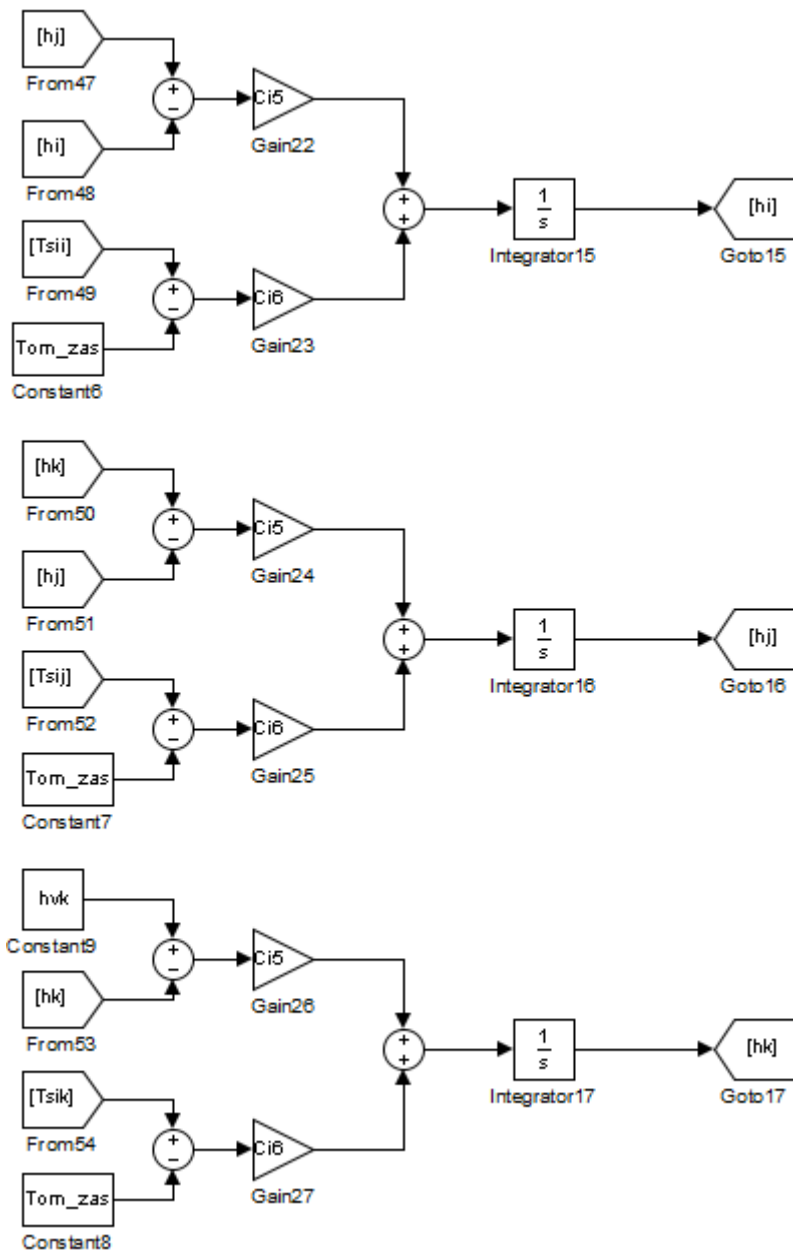 [hj]
From47
+
−
Ci5
Gain22
[hi]
From48
+
+
1
s
Integrator15
[hi]
Goto15
[Tsii]
From49
+
−
Ci6
Gain23
Tom_zas
Constant6
[hk]
From50
+
−
Ci5
Gain24
[hj]
From51
+
+
1
s
Integrator16
[hj]
Goto16
[Tsij]
From52
+
−
Ci6
Gain25
Tom_zas
Constant7
hvk
Constant9
+
−
Ci5
Gain26
[hk]
From53
+
+
1
s
Integrator17
[hk]
Goto17
[Tsik]
From54
+
−
Ci6
Gain27
Tom_zas
Constant8